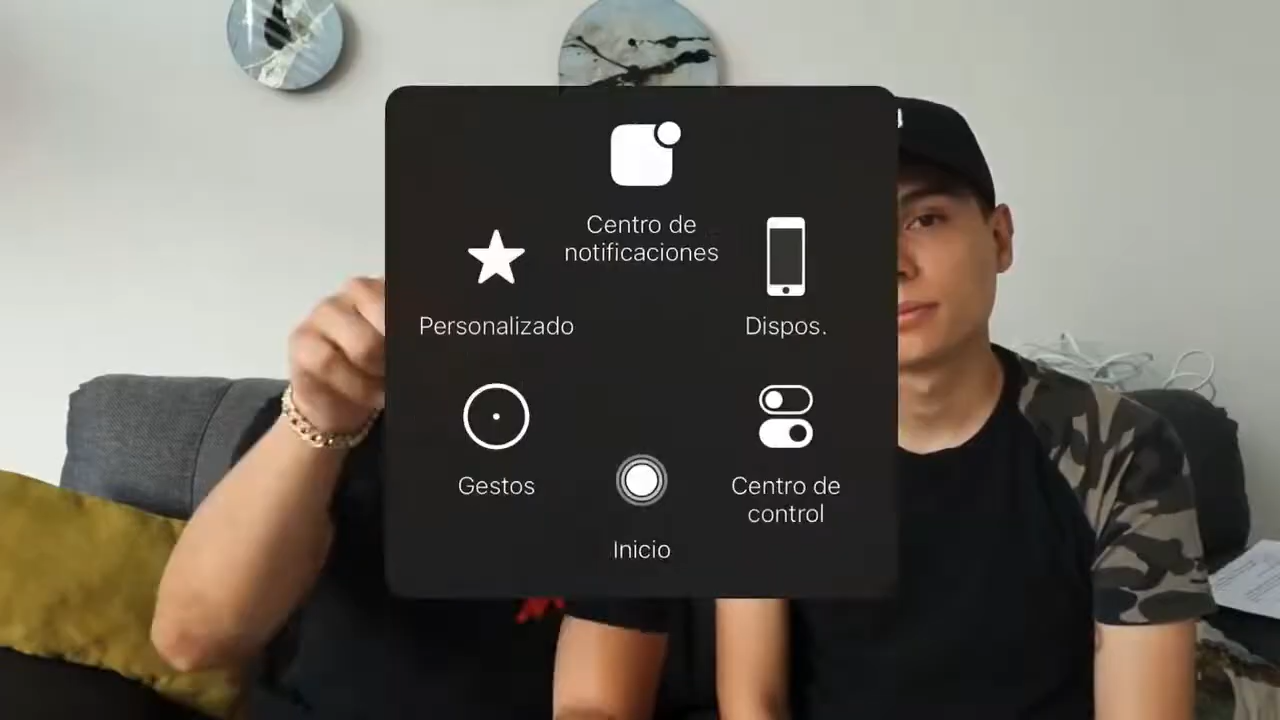 Centro de
notificaciones
Personalizado
Dispos.
Gestos
Centro de
control
Inicio